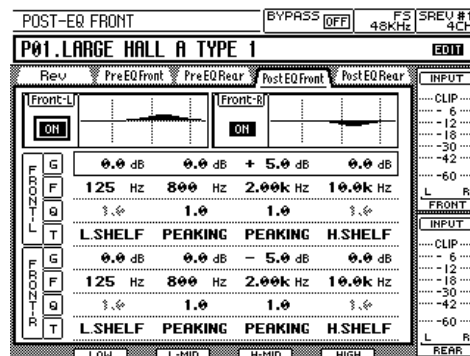 POST-EQ FRONT BYPASS OFF FS 48KHz SREV #1 4CH
P01.LARGE HALL A TYPE 1 EDIT
Rev PreEQFront PreEQRear PostEQFront PostEQRear INPUT
Front-L ON Front-R ON
CLIP
- 6
-12
-18
-30
-42
-60
L R
FRONT
FRONT-L
G 0.0 dB 0.0 dB + 5.0 dB 0.0 dB
F 125 Hz 800 Hz 2.00k Hz 10.0k Hz
Q 1.0 1.0
T L.SHELF PEAKING PEAKING H.SHELF
FRONT-R
G 0.0 dB 0.0 dB - 5.0 dB 0.0 dB
F 125 Hz 800 Hz 2.00k Hz 10.0k Hz
Q 1.0 1.0
T L.SHELF PEAKING PEAKING H.SHELF
INPUT
CLIP
- 6
-12
-18
-30
-42
-60
L R
REAR
LOW L-MID H-MID HIGH